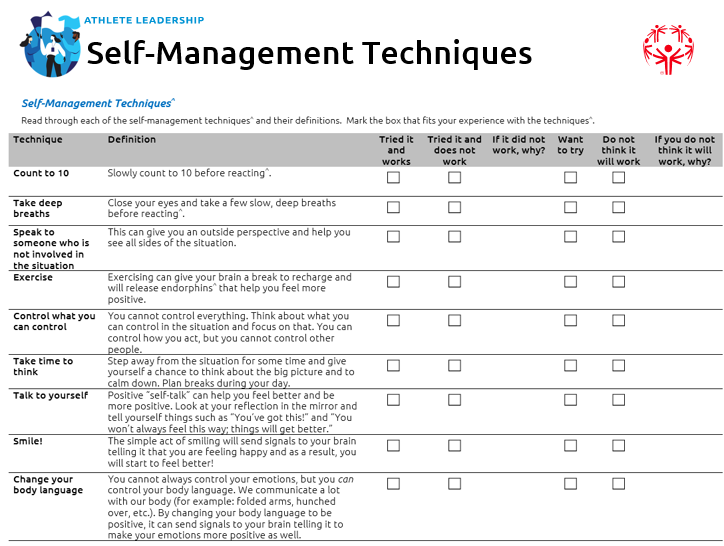 ATHLETE LEADERSHIP
Self-Management Techniques
Self-Management Techniques^
Read through each of the self-management techniques^ and their definitions. Mark the box that fits your experience with the techniques^.
Technique Definition Tried it and works Tried it and does not work If it did not work, why? Want to try Do not think it will work If you do not think it will work, why?
Count to 10
Slowly count to 10 before reacting^.
Take deep
breaths
Close your eyes and take a few slow, deep breaths
before reacting^.
Speak to
someone who is
not involved in
the situation
This can give you an outside perspective and help you
see all sides of the situation.
Exercise
Exercising can give your brain a break to recharge and
will release endorphins^ that help you feel more
positive.
Control what you
can control
You cannot control everything. Think about what you
can control in the situation and focus on that. You can
control how you act, but you cannot control other
people.
Take time to
think
Step away from the situation for some time and give
yourself a chance to think about the big picture and to
calm down. Plan breaks during your day.
Talk to yourself
Positive "self-talk" can help you feel better and be
more positive. Look at your reflection in the mirror and
tell yourself things such as "You've got this!" and "You
won't always feel this way; things will get better."
Smile!
The simple act of smiling will send signals to your brain
telling it that you are feeling happy and as a result, you
will start to feel better!
Change your
body language
You cannot always control your emotions, but you can
control your body language. We communicate a lot
with our body (for example: folded arms, hunched
over, etc.). By changing your body language to be
positive, it can send signals to your brain telling it to
make your emotions more positive as well.